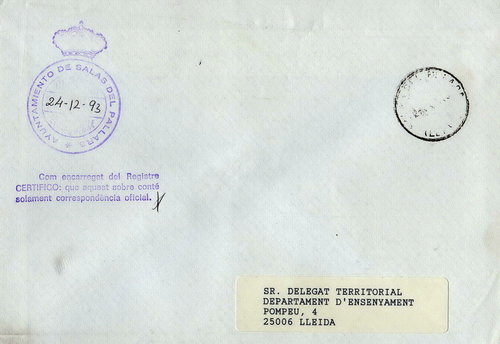 AYUNTAMIENTO DE SALAS DEL PALLARS
24-12-93
Com encarregat del Registre
CERTIFICO: que aquest sobre conté
solament correspondència oficial.
SR. DELEGAT TERRITORIAL
DEPARTAMENT D'ENSENYAMENT
POMPEU, 4
25006 LLEIDA